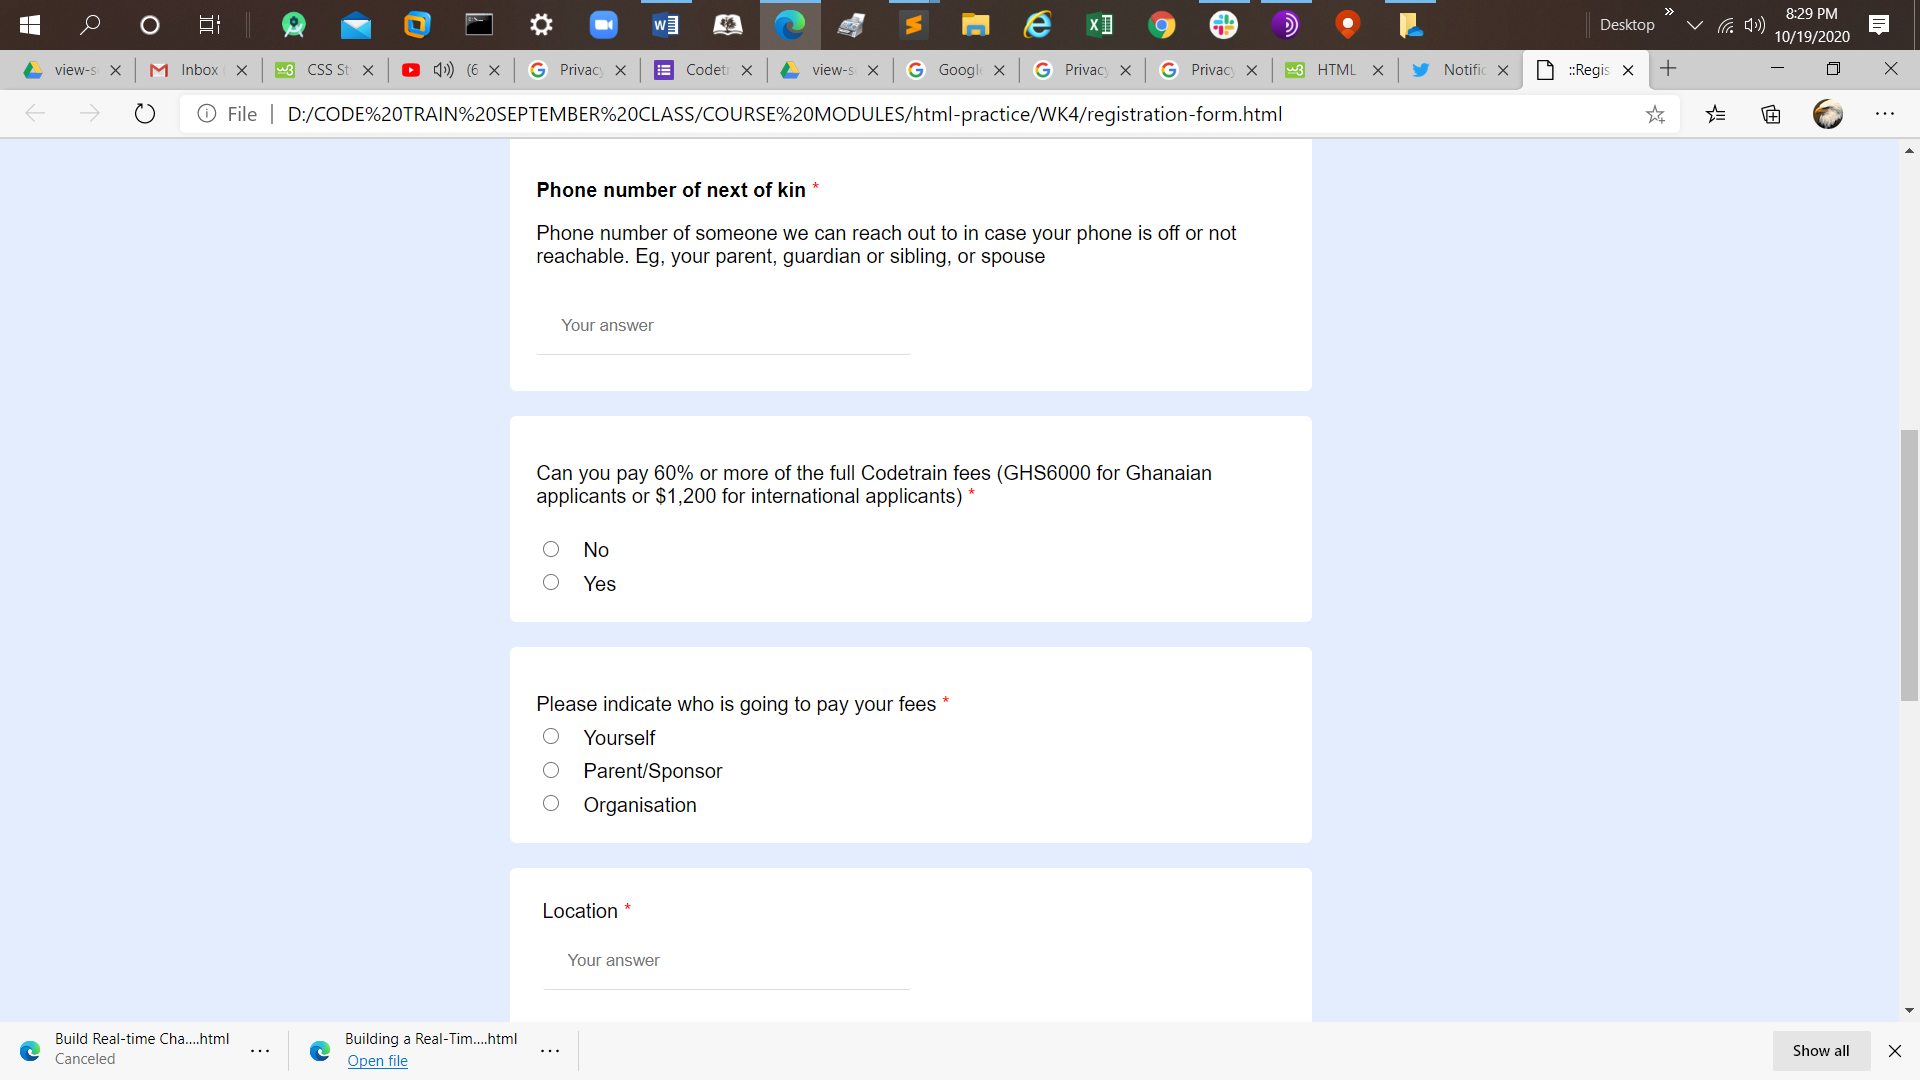 Desktop
8:29 PM
10/19/2020
view-s
Inbox
CSS St
(6
Privac
Codetr
view-s
Googl
Privac
Privac
HTML
Notific
::Regis
File
D:/CODE%20TRAIN%20SEPTEMBER%20CLASS/COURSE%20MODULES/html-practice/WK4/registration-form.html
Phone number of next of kin *
Phone number of someone we can reach out to in case your phone is off or not
reachable. Eg, your parent, guardian or sibling, or spouse
Your answer
Can you pay 60% or more of the full Codetrain fees (GHS6000 for Ghanaian
applicants or $1,200 for international applicants) *
No
Yes
Please indicate who is going to pay your fees *
Yourself
Parent/Sponsor
Organisation
Location *
Your answer
Build Real-time Cha....html
Canceled
Building a Real-Tim....html
Open file
Show all